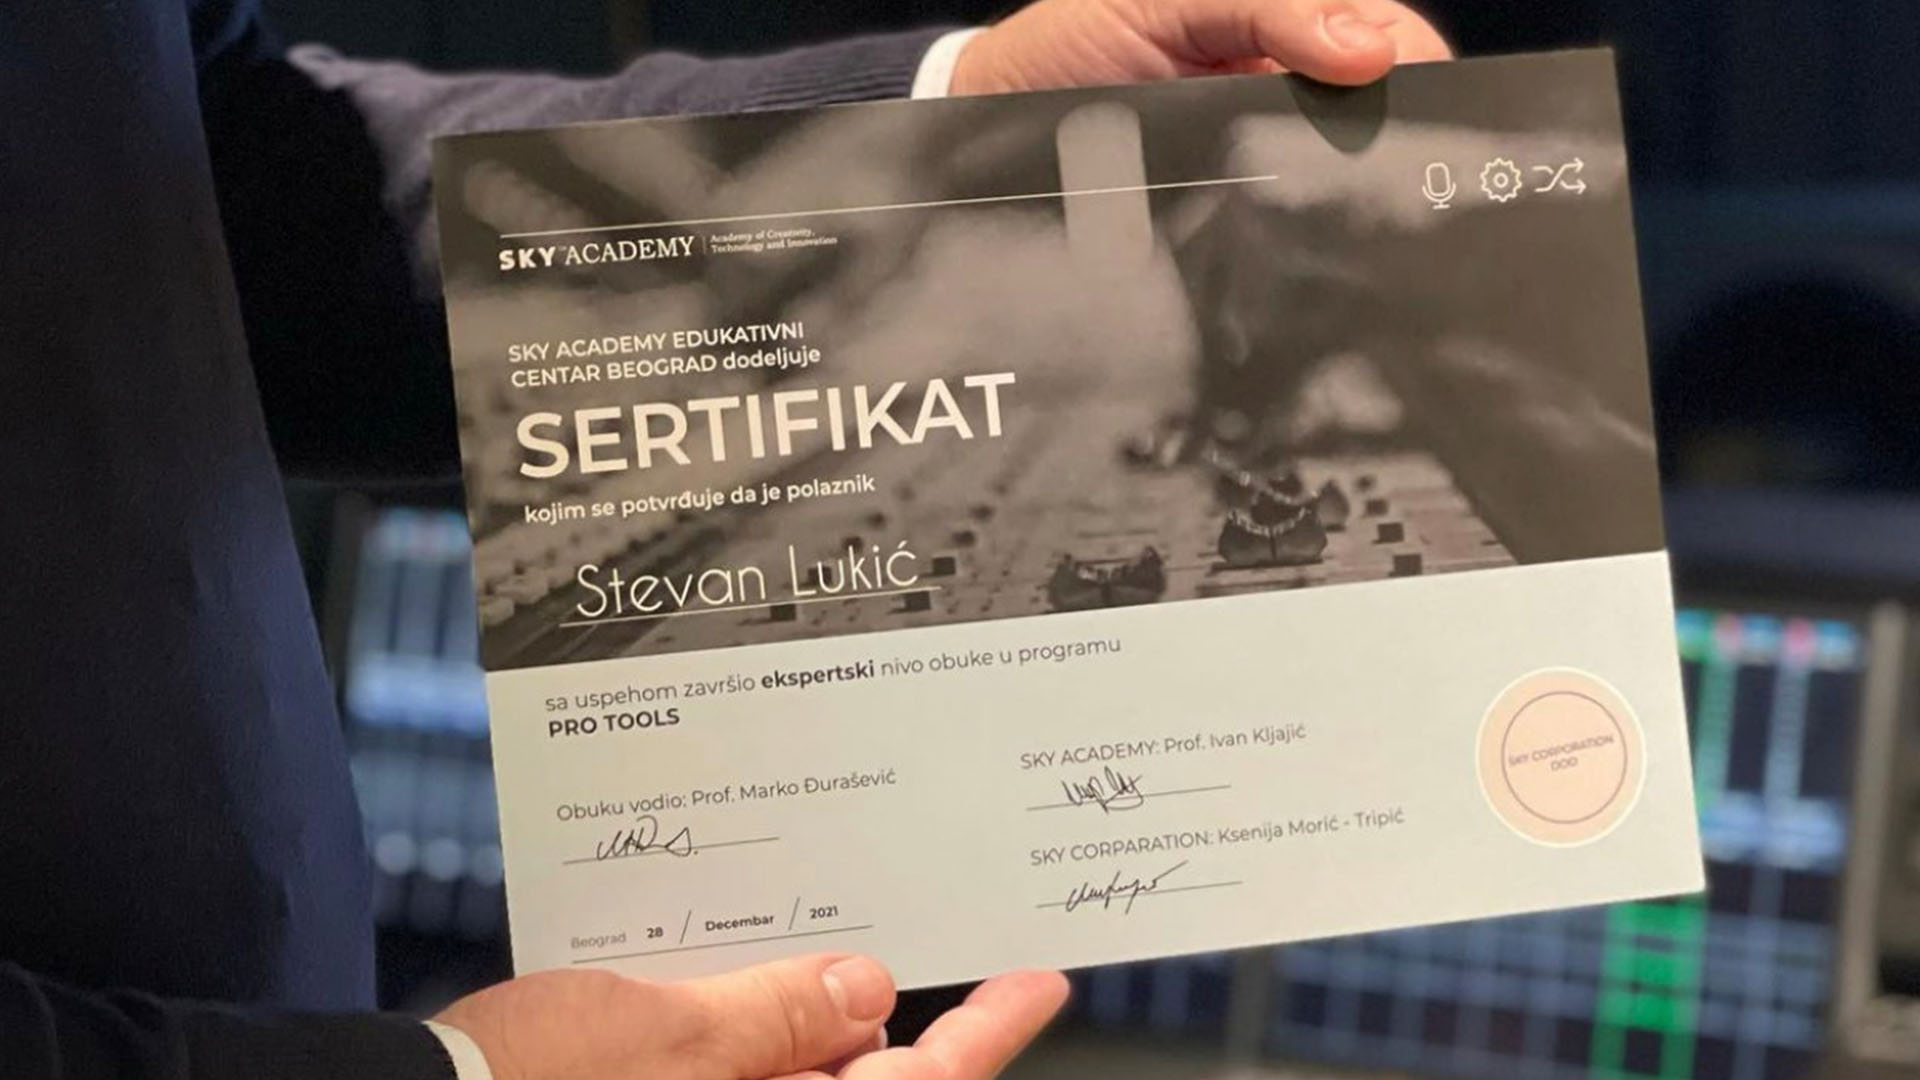 SKY™ACADEMY
Academy of Creativity,
Technology and Innovation
SKY ACADEMY EDUKATIVNI
CENTAR BEOGRAD dodeljuje
SERTIFIKAT
kojim se potvrđuje da je polaznik
Stevan Lukić
sa uspehom završio ekspertski nivo obuke u programu
PRO TOOLS
Obuku vodio: Prof. Marko Đurašević
SKY ACADEMY: Prof. Ivan Kljajić
SKY CORPARATION: Ksenija Morić - Tripić
SKY CORPORATION
DOO
Beograd 28 / Decembar / 2021